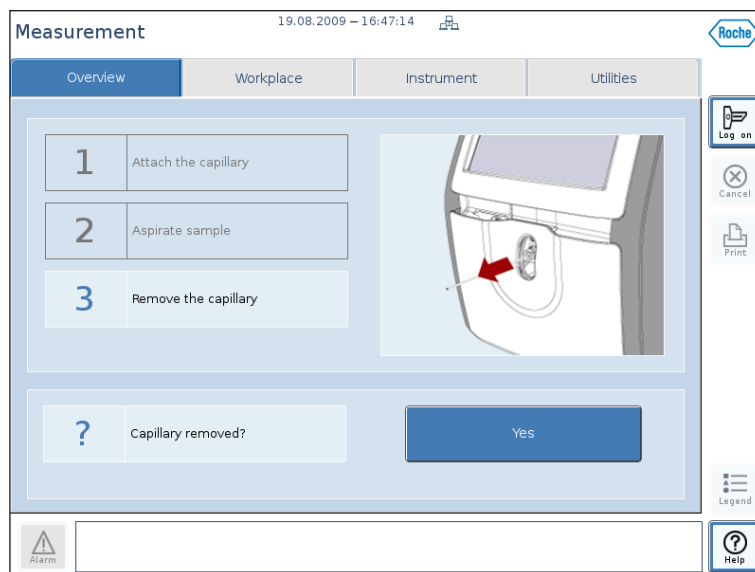 Measurement
19.08.2009 – 16:47:14
Roche
Overview
Workplace
Instrument
Utilities
1
Attach the capillary
2
Aspirate sample
3
Remove the capillary
?
Capillary removed?
Yes
Log on
Cancel
Print
Legend
Alarm
Help